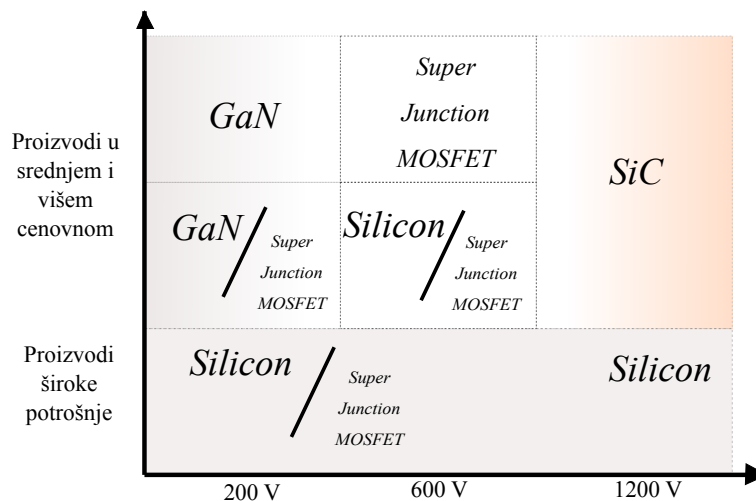 Proizvodi u
srednjem i
višem
cenovnom
GaN
Super
Junction
MOSFET
SiC
GaN
Super
Junction
MOSFET
Silicon
Super
Junction
MOSFET
Proizvodi
široke
potrošnje
Silicon
Super
Junction
MOSFET
Silicon
200 V
600 V
1200 V